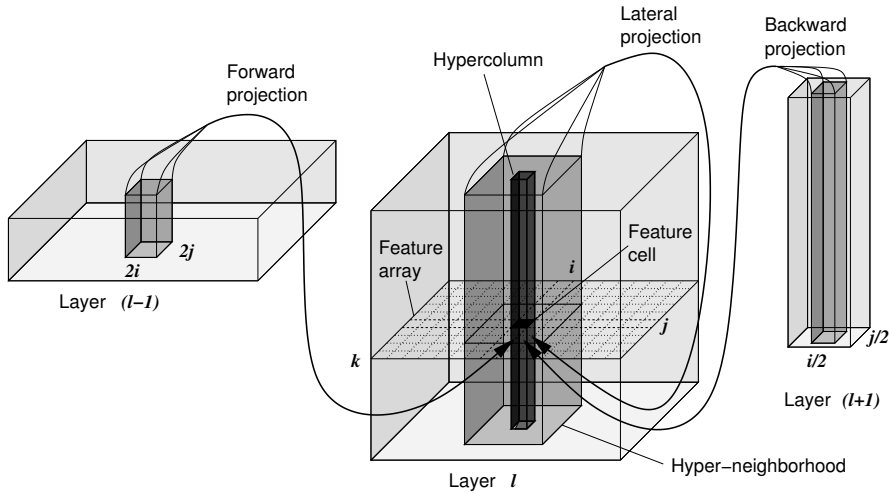 Forward
projection
Hypercolumn
Lateral
projection
Backward
projection
Feature
array
Feature
cell
i
j
k
2i
2j
Layer (l−1)
i/2
j/2
Layer (l+1)
Hyper−neighborhood
Layer l